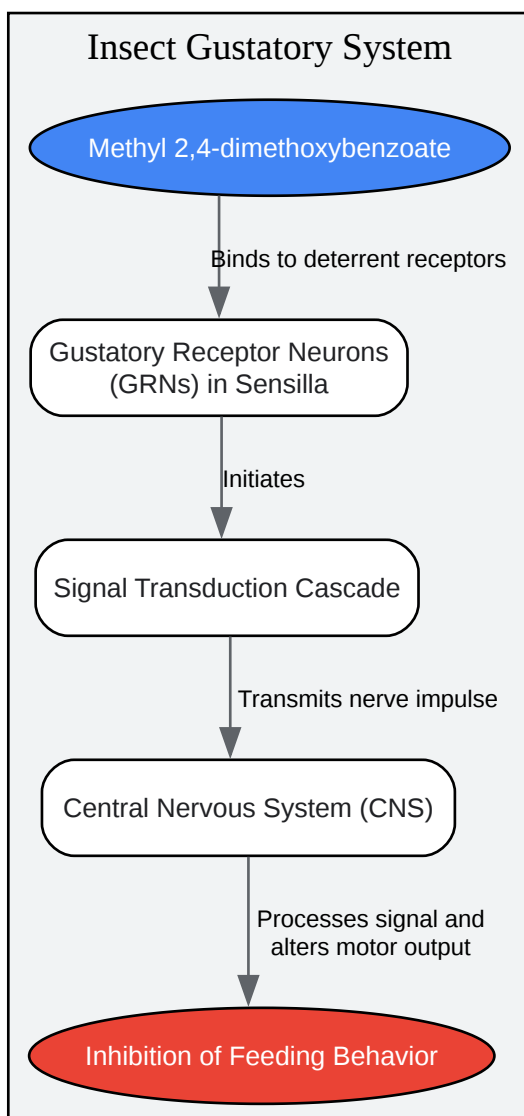 Insect Gustatory System
Methyl 2,4-dimethoxybenzoate
Binds to deterrent receptors
Gustatory Receptor Neurons
(GRNs) in Sensilla
Initiates
Signal Transduction Cascade
Transmits nerve impulse
Central Nervous System (CNS)
Processes signal and
alters motor output
Inhibition of Feeding Behavior